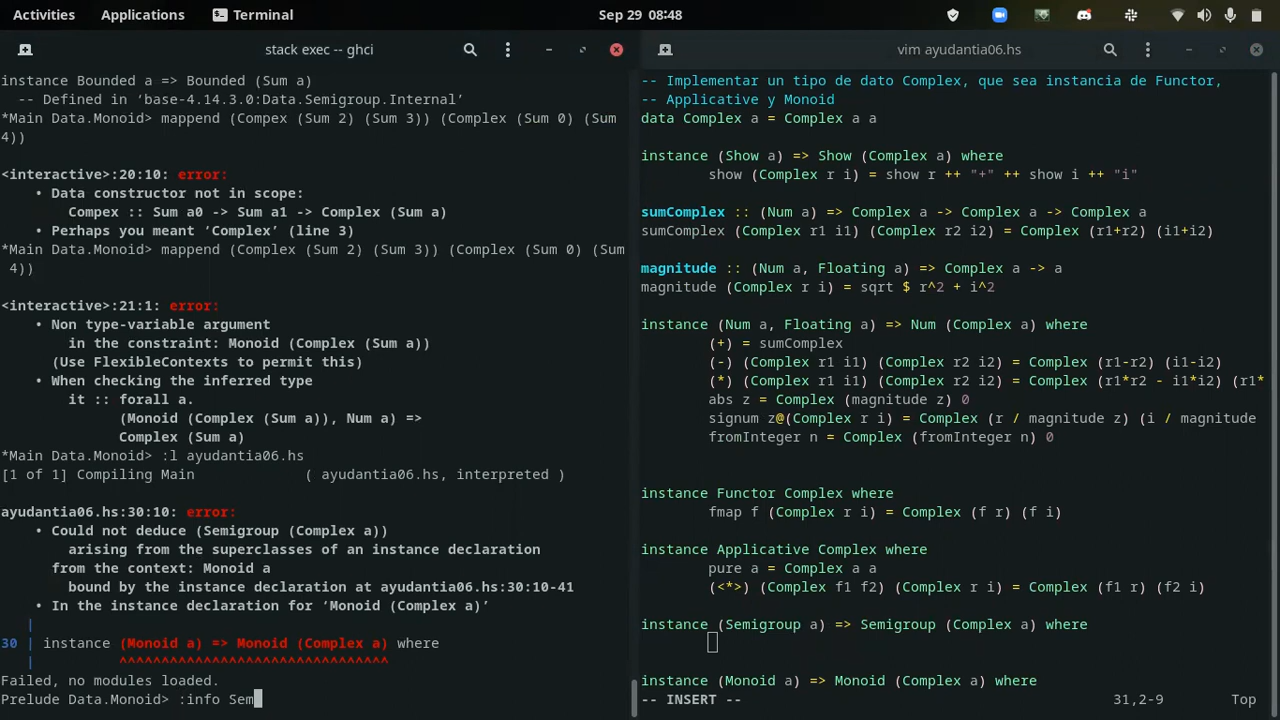 Activities Applications Terminal Sep 29 08:48
stack exec -- ghci
instance Bounded a => Bounded (Sum a)
-- Defined in ‘base-4.14.3.0:Data.Semigroup.Internal’
*Main Data.Monoid> mappend (Compex (Sum 2) (Sum 3)) (Complex (Sum 0) (Sum
4))
<interactive>:20:10: error:
• Data constructor not in scope:
Compex :: Sum a0 -> Sum a1 -> Complex (Sum a)
• Perhaps you meant ‘Complex’ (line 3)
*Main Data.Monoid> mappend (Complex (Sum 2) (Sum 3)) (Complex (Sum 0) (Sum
4))
<interactive>:21:1: error:
• Non type-variable argument
in the constraint: Monoid (Complex (Sum a))
(Use FlexibleContexts to permit this)
• When checking the inferred type
it :: forall a.
(Monoid (Complex (Sum a)), Num a) =>
Complex (Sum a)
*Main Data.Monoid> :l ayudantia06.hs
[1 of 1] Compiling Main ( ayudantia06.hs, interpreted )
ayudantia06.hs:30:10: error:
• Could not deduce (Semigroup (Complex a))
arising from the superclasses of an instance declaration
from the context: Monoid a
bound by the instance declaration at ayudantia06.hs:30:10-41
• In the instance declaration for ‘Monoid (Complex a)’
|
30 | instance (Monoid a) => Monoid (Complex a) where
| ^^^^^^^^^^^^^^^^^^^^^^^^^^^^^^^^
Failed, no modules loaded.
Prelude Data.Monoid> :info Sem
vim ayudantia06.hs
-- Implementar un tipo de dato Complex, que sea instancia de Functor,
-- Applicative y Monoid
data Complex a = Complex a a
instance (Show a) => Show (Complex a) where
show (Complex r i) = show r ++ "+" ++ show i ++ "i"
sumComplex :: (Num a) => Complex a -> Complex a -> Complex a
sumComplex (Complex r1 i1) (Complex r2 i2) = Complex (r1+r2) (i1+i2)
magnitude :: (Num a, Floating a) => Complex a -> a
magnitude (Complex r i) = sqrt $ r^2 + i^2
instance (Num a, Floating a) => Num (Complex a) where
(+) = sumComplex
(-) (Complex r1 i1) (Complex r2 i2) = Complex (r1-r2) (i1-i2)
(*) (Complex r1 i1) (Complex r2 i2) = Complex (r1*r2 - i1*i2) (r1*
abs z = Complex (magnitude z) 0
signum z@(Complex r i) = Complex (r / magnitude z) (i / magnitude
fromInteger n = Complex (fromInteger n) 0
instance Functor Complex where
fmap f (Complex r i) = Complex (f r) (f i)
instance Applicative Complex where
pure a = Complex a a
(<*>) (Complex f1 f2) (Complex r i) = Complex (f1 r) (f2 i)
instance (Semigroup a) => Semigroup (Complex a) where
instance (Monoid a) => Monoid (Complex a) where
-- INSERT -- 31,2-9 Top